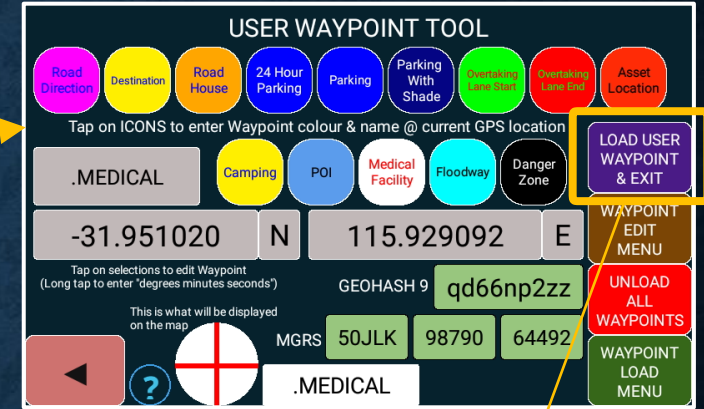 USER WAYPOINT TOOL
Road
Direction
Destination
Road
House
24 Hour
Parking
Parking
Parking
With
Shade
Overtaking
Lane Start
Overtaking
Lane End
Asset
Location
Tap on ICONS to enter Waypoint colour & name @ current GPS location
LOAD USER
WAYPOINT
& EXIT
.MEDICAL
Camping
POI
Medical
Facility
Floodway
Danger
Zone
-31.951020
N
115.929092
E
WAYPOINT
EDIT
MENU
Tap on selections to edit Waypoint
(Long tap to enter "degrees minutes seconds")
GEOHASH 9
qd66np2zz
UNLOAD
ALL
WAYPOINTS
This is what will be displayed
on the map
MGRS
50JLK
98790
64492
?
.MEDICAL
WAYPOINT
LOAD
MENU